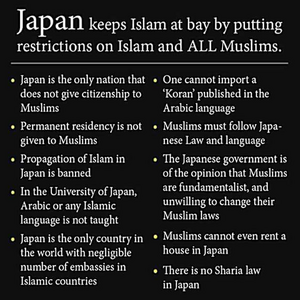 Japan keeps Islam at bay by putting
restrictions on Islam and ALL Muslims.
• Japan is the only nation that
does not give citizenship to
Muslims
• Permanent residency is not
given to Muslims
• Propagation of Islam in
Japan is banned
• In the University of Japan,
Arabic or any Islamic
language is not taught
• Japan is the only country in
the world with negligible
number of embassies in
Islamic countries
• One cannot import a
‘Koran’ published in the
Arabic language
• Muslims must follow Japa-
nese Law and language
• The Japanese government is
of the opinion that Muslims
are fundamentalist, and
unwilling to change their
Muslim laws
• Muslims cannot even rent a
house in Japan
• There is no Sharia law
in Japan